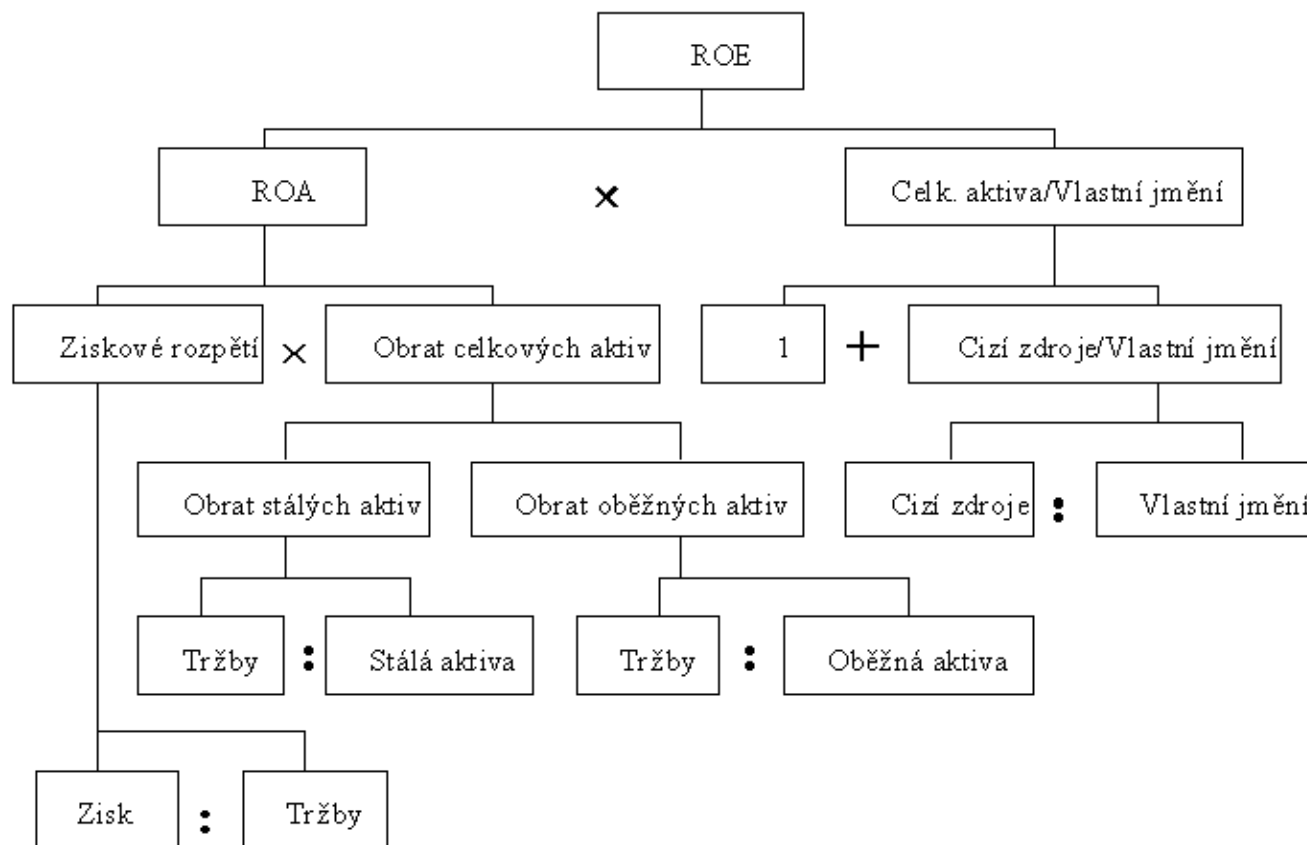 ROE
ROA
×
Celk. aktiva/Vlastní jmění
Ziskové rozpětí
×
Obrat celkových aktiv
1
+
Cizí zdroje/Vlastní jmění
Obrat stálých aktiv
Obrat oběžných aktiv
Cizí zdroje
:
Vlastní jmění
Tržby
:
Stálá aktiva
Tržby
:
Oběžná aktiva
Zisk
:
Tržby